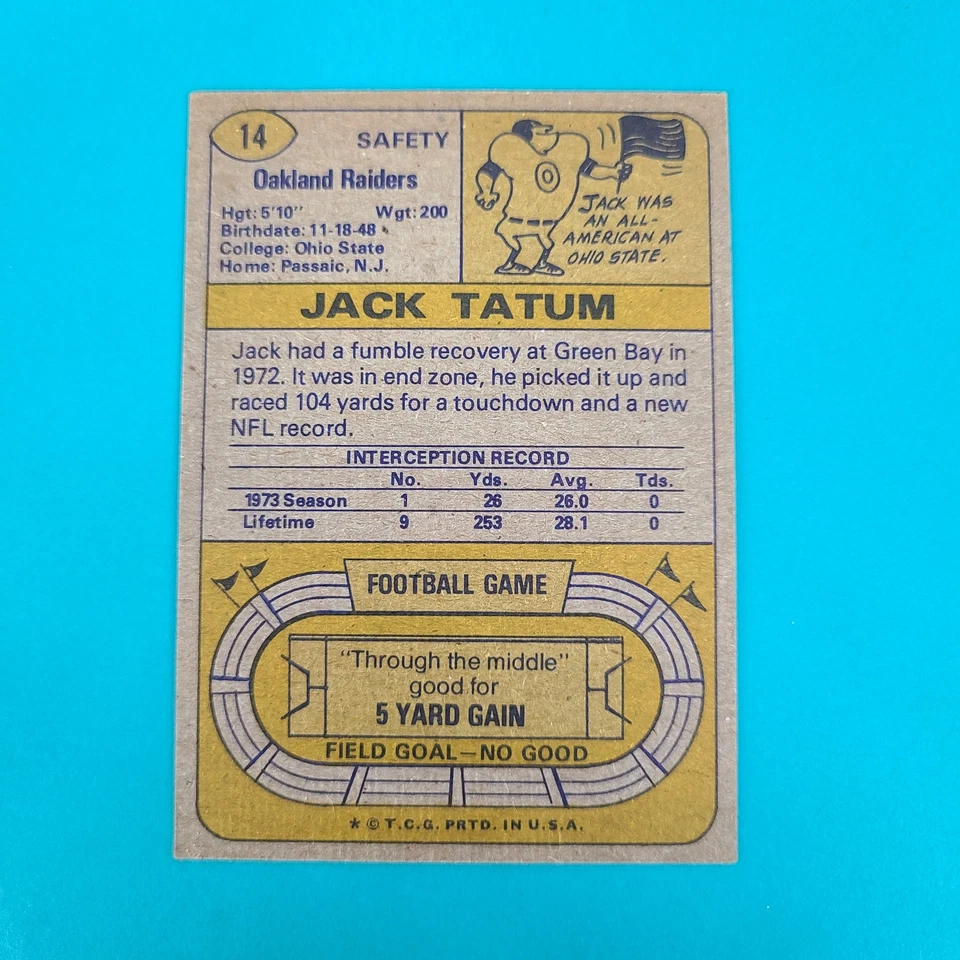 14
SAFETY
Oakland Raiders
Hgt: 5'10" Wgt: 200
Birthdate: 11-18-48
College: Ohio State
Home: Passaic, N.J.
O
JACK WAS
AN ALL-
AMERICAN AT
OHIO STATE.
JACK TATUM
Jack had a fumble recovery at Green Bay in
1972. It was in end zone, he picked it up and
raced 104 yards for a touchdown and a new
NFL record.
INTERCEPTION RECORD
No. Yds. Avg. Tds.
1973 Season 1 26 26.0 0
Lifetime 9 253 28.1 0
FOOTBALL GAME
"Through the middle"
good for
5 YARD GAIN
FIELD GOAL—NO GOOD
* © T.C.G. PRTD. IN U.S.A.